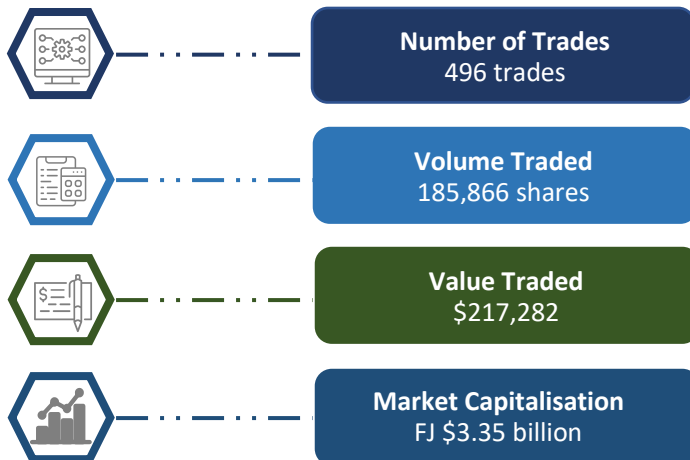 Number of Trades
496 trades
Volume Traded
185,866 shares
Value Traded
$217,282
$
Market Capitalisation
FJ $3.35 billion